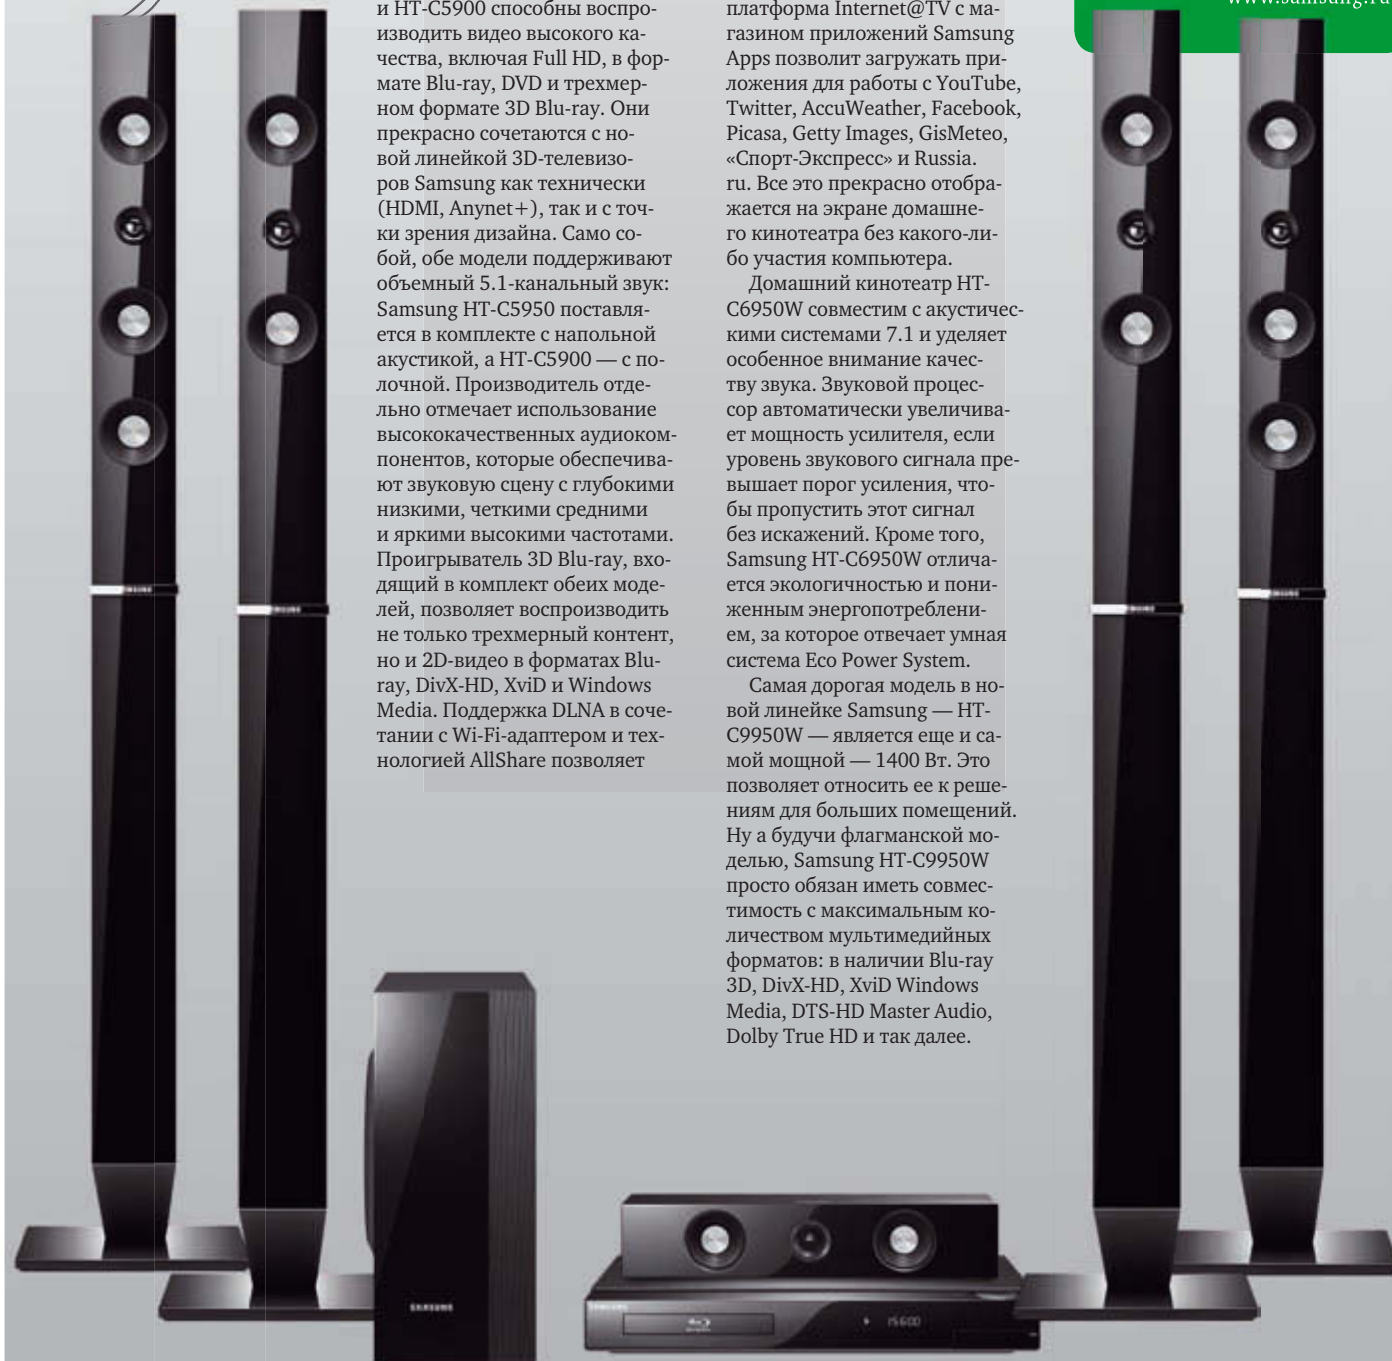 и HT-C5900 способны воспро-
изводить видео высокого ка-
чества, включая Full HD, в фор-
мате Blu-ray, DVD и трехмер-
ном формате 3D Blu-ray. Они
прекрасно сочетаются с но-
вой линейкой 3D-телевизо-
ров Samsung как технически
(HDMI, Anynet+), так и с точ-
ки зрения дизайна. Само со-
бой, обе модели поддерживают
объемный 5.1-канальный звук:
Samsung HT-C5950 поставля-
ется в комплекте с напольной
акустикой, а HT-C5900 — с по-
лочной. Производитель отде-
льно отмечает использование
высококачественных аудиоком-
понентов, которые обеспечива-
ют звуковую сцену с глубокими
низкими, четкими средними
и яркими высокими частотами.
Проигрыватель 3D Blu-ray, вхо-
дящий в комплект обеих моде-
лей, позволяет воспроизводить
не только трехмерный контент,
но и 2D-видео в форматах Blu-
ray, DivX-HD, XviD и Windows
Media. Поддержка DLNA в соче-
тании с Wi-Fi-адаптером и тех-
нологией AllShare позволяет
платформа Internet@TV с ма-
газином приложений Samsung
Apps позволит загружать при-
ложения для работы с YouTube,
Twitter, AccuWeather, Facebook,
Picasa, Getty Images, GisMeteo,
«Спорт-Экспресс» и Russia.
ru. Все это прекрасно отобра-
жается на экране домашне-
го кинотеатра без какого-ли-
бо участия компьютера.
Домашний кинотеатр HT-
C6950W совместим с акустичес-
кими системами 7.1 и уделяет
особенное внимание качес-
тву звука. Звуковой процес-
сор автоматически увеличива-
ет мощность усилителя, если
уровень звукового сигнала пре-
вышает порог усиления, что-
бы пропустить этот сигнал
без искажений. Кроме того,
Samsung HT-C6950W отлича-
ется экологичностью и пони-
женным энергопотреблени-
ем, за которое отвечает умная
система Eco Power System.
Самая дорогая модель в но-
вой линейке Samsung — HT-
C9950W — является еще и са-
мой мощной — 1400 Вт. Это
позволяет относить ее к реше-
ниям для больших помещений.
Ну а будучи флагманской мо-
делью, Samsung HT-C9950W
просто обязан иметь совмес-
тимость с максимальным ко-
личеством мультимедийных
форматов: в наличии Blu-ray
3D, DivX-HD, XviD Windows
Media, DTS-HD Master Audio,
Dolby True HD и так далее.
www.samsung.ru
SAMSUNG
SAMSUNG